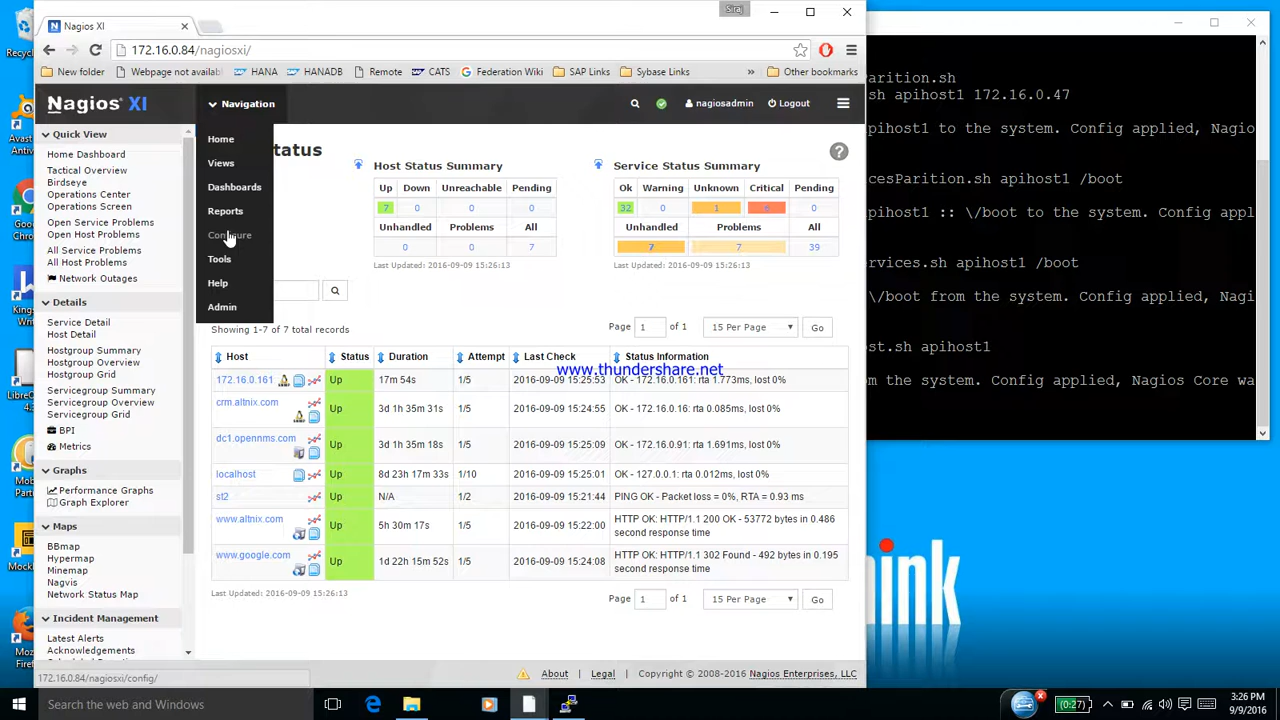 Siraj
Nagios XI
172.16.0.84/nagiosxi/
New folder
Webpage not availab
HANA
HANADB
Remote
CATS
Federation Wiki
SAP Links
Sybase Links
»
Other bookmarks
Nagios® XI
Navigation
nagiosadmin
Logout
Home
Views
Dashboards
Reports
Configure
Tools
Help
Admin
Quick View
Home Dashboard
Tactical Overview
Birdseye
Operations Center
Operations Screen
Open Service Problems
Open Host Problems
All Service Problems
All Host Problems
Network Outages
Details
Service Detail
Host Detail
Hostgroup Summary
Hostgroup Overview
Hostgroup Grid
Servicegroup Summary
Servicegroup Overview
Servicegroup Grid
BPI
Metrics
Graphs
Performance Graphs
Graph Explorer
Maps
BBmap
Hypermap
Minemap
Nagvis
Network Status Map
Incident Management
Latest Alerts
Acknowledgements
tatus
Host Status Summary
Up Down Unreachable Pending
7 0 0 0
Unhandled Problems All
0 0 7
Last Updated: 2016-09-09 15:26:13
Service Status Summary
Ok Warning Unknown Critical Pending
32 0 1 6 0
Unhandled Problems All
7 7 39
Last Updated: 2016-09-09 15:26:13
?
Showing 1-7 of 7 total records
Page 1 of 1 15 Per Page Go
Host Status Duration Attempt Last Check Status Information
www.thundershare.net
172.16.0.161 Up 17m 54s 1/5 2016-09-09 15:25:53 OK - 172.16.0.161: rta 1.773ms, lost 0%
crm.altnix.com Up 3d 1h 35m 31s 1/5 2016-09-09 15:24:55 OK - 172.16.0.16: rta 0.085ms, lost 0%
dc1.opennms.com Up 3d 1h 35m 18s 1/5 2016-09-09 15:25:09 OK - 172.16.0.91: rta 1.691ms, lost 0%
localhost Up 8d 23h 17m 33s 1/10 2016-09-09 15:25:01 OK - 127.0.0.1: rta 0.012ms, lost 0%
st2 Up N/A 1/2 2016-09-09 15:21:44 PING OK - Packet loss = 0%, RTA = 0.93 ms
www.altnix.com Up 5h 30m 17s 1/5 2016-09-09 15:22:00 HTTP OK: HTTP/1.1 200 OK - 53772 bytes in 0.486
second response time
www.google.com Up 1d 22h 15m 52s 1/5 2016-09-09 15:24:08 HTTP OK: HTTP/1.1 302 Found - 492 bytes in 0.195
second response time
Last Updated: 2016-09-09 15:26:13
Page 1 of 1 15 Per Page Go
172.16.0.84/nagiosxi/config/
About | Legal | Copyright © 2008-2016 Nagios Enterprises, LLC
arition.sh
sh apihost1 172.16.0.47
pihost1 to the system. Config applied, Nagio
cesParition.sh apihost1 /boot
pihost1 :: \/boot to the system. Config appl
rvices.sh apihost1 /boot
\/boot from the system. Config applied, Nagi
st.sh apihost1
om the system. Config applied, Nagios Core wa
Recyc
Avast
Antiv
LibreO
4.
Mob
Part
Mock
Moz
Firef
ink
Search the web and Windows
(0:27)
3:26 PM
9/9/2016